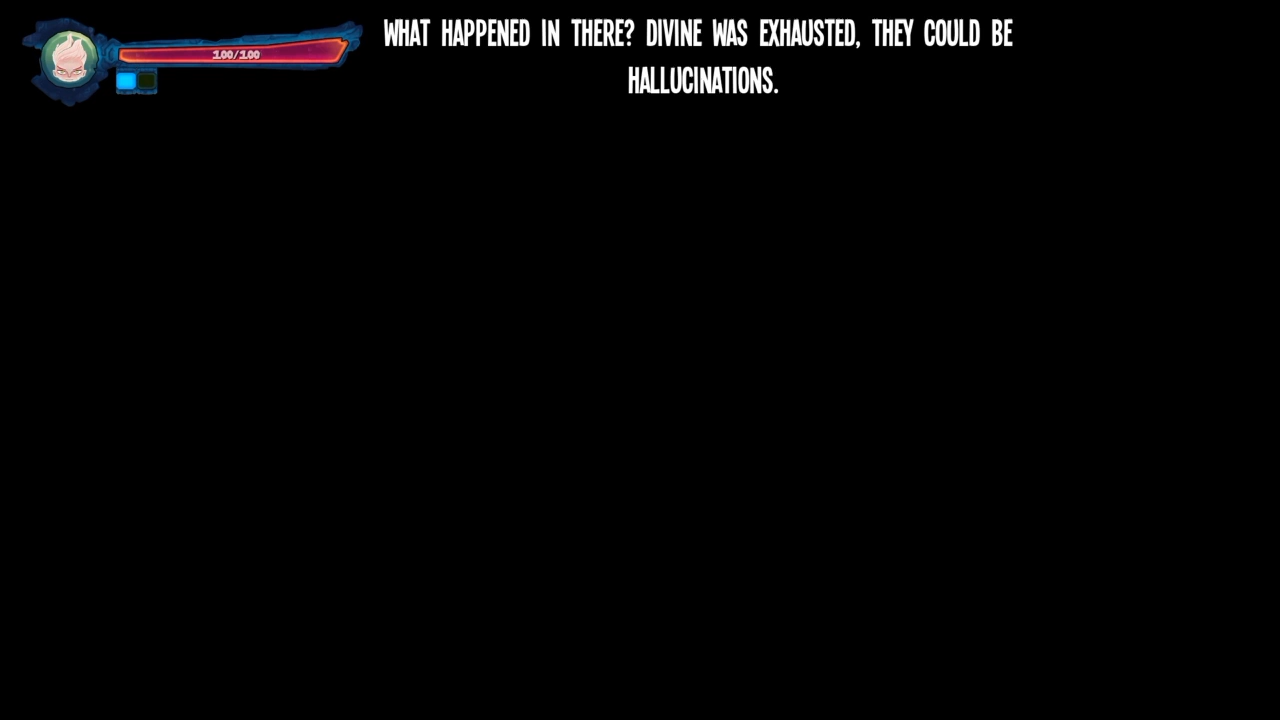 WHAT HAPPENED IN THERE? DIVINE WAS EXHAUSTED, THEY COULD BE
HALLUCINATIONS.
100/100